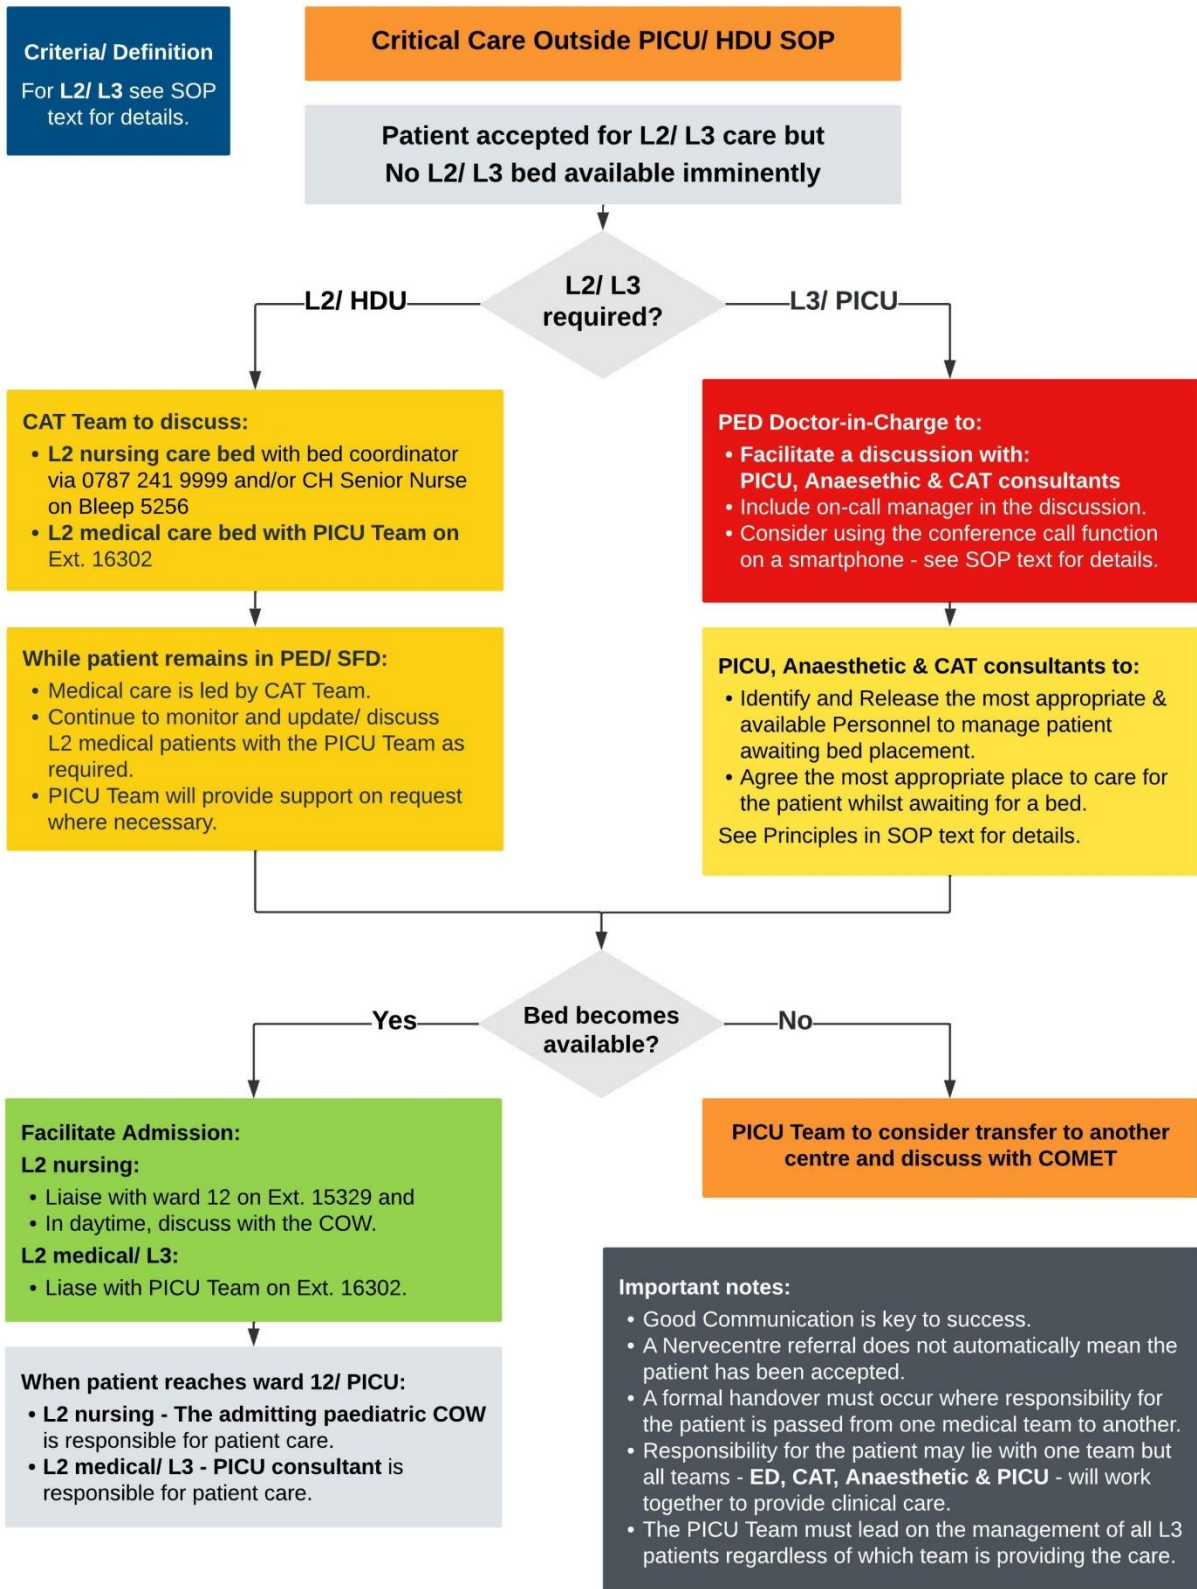 Criteria/ Definition
For L2/ L3 see SOP
text for details.
Critical Care Outside PICU/ HDU SOP
Patient accepted for L2/ L3 care but
No L2/ L3 bed available imminently
L2/ L3
required?
L2/ HDU
L3/ PICU
CAT Team to discuss:
• L2 nursing care bed with bed coordinator
via 0787 241 9999 and/or CH Senior Nurse
on Bleep 5256
• L2 medical care bed with PICU Team on
Ext. 16302
PED Doctor-in-Charge to:
• Facilitate a discussion with:
PICU, Anaesethic & CAT consultants
• Include on-call manager in the discussion.
• Consider using the conference call function
on a smartphone - see SOP text for details.
While patient remains in PED/ SFD:
• Medical care is led by CAT Team.
• Continue to monitor and update/ discuss
L2 medical patients with the PICU Team as
required.
• PICU Team will provide support on request
where necessary.
PICU, Anaesthetic & CAT consultants to:
• Identify and Release the most appropriate &
available Personnel to manage patient
awaiting bed placement.
• Agree the most appropriate place to care for
the patient whilst awaiting for a bed.
See Principles in SOP text for details.
Bed becomes
available?
Yes
No
Facilitate Admission:
L2 nursing:
• Liaise with ward 12 on Ext. 15329 and
• In daytime, discuss with the COW.
L2 medical/ L3:
• Liase with PICU Team on Ext. 16302.
PICU Team to consider transfer to another
centre and discuss with COMET
When patient reaches ward 12/ PICU:
• L2 nursing - The admitting paediatric COW
is responsible for patient care.
• L2 medical/ L3 - PICU consultant is
responsible for patient care.
Important notes:
• Good Communication is key to success.
• A Nervecentre referral does not automatically mean the
patient has been accepted.
• A formal handover must occur where responsibility for
the patient is passed from one medical team to another.
• Responsibility for the patient may lie with one team but
all teams - ED, CAT, Anaesthetic & PICU - will work
together to provide clinical care.
• The PICU Team must lead on the management of all L3
patients regardless of which team is providing the care.